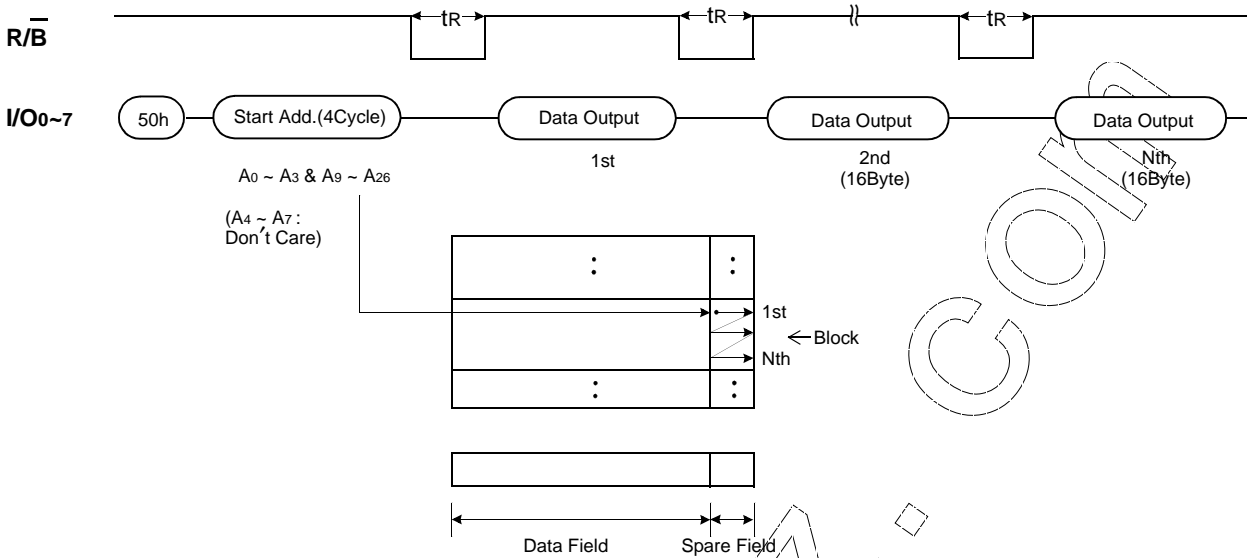 R/B
tR
tR
tR
I/O0~7
50h
Start Add.(4Cycle)
Data Output
Data Output
Data Output
1st
2nd
(16Byte)
Nth
(16Byte)
A0 ~ A3 & A9 ~ A26
(A4 ~ A7 :
Don′t Care)
1st
Block
Nth
Data Field
Spare Field
.com